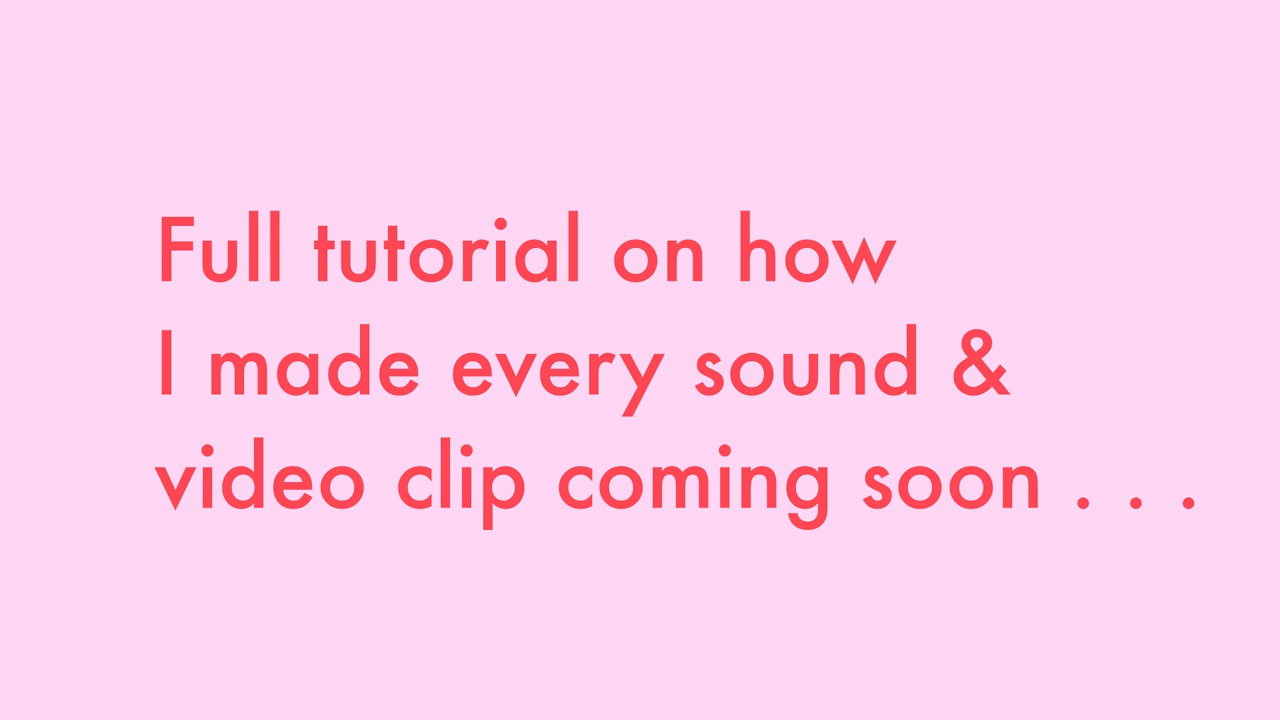 Full tutorial on how
I made every sound &
video clip coming soon . . .